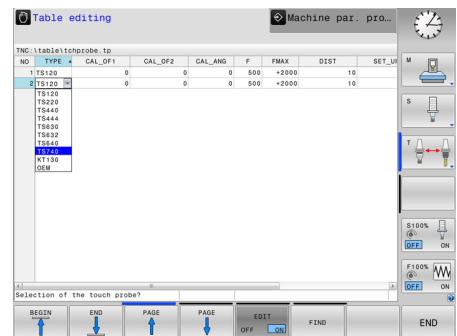 Table editing
Machine par. pro…
TNC:\table\tchprobe.tp
NO TYPE CAL_OF1 CAL_OF2 CAL_ANG F FMAX DIST SET_UP
1 TS120 0 0 0 500 +2000 10
2 TS120 0 0 0 500 +2000 10
TS120
TS220
TS440
TS444
TS630
TS632
TS640
TS740
KT130
OEM
Selection of the touch probe?
M
S
T
S100%
OFF ON
F100%
OFF ON
BEGIN END PAGE PAGE EDIT FIND END
OFF ON